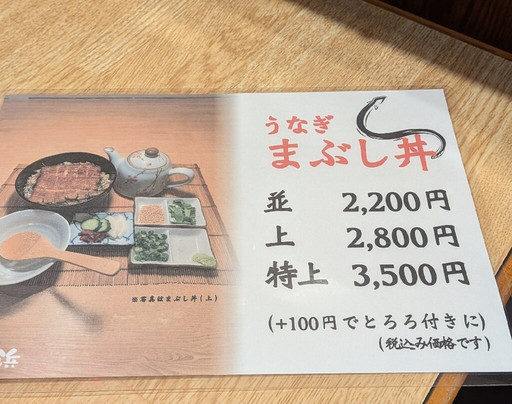 うなぎ
まぶし丼
並 2,200円
上 2,800円
特上 3,500円
(+100円でとろろ付きに)
(税込み価格です)
※写真はまぶし丼(上)